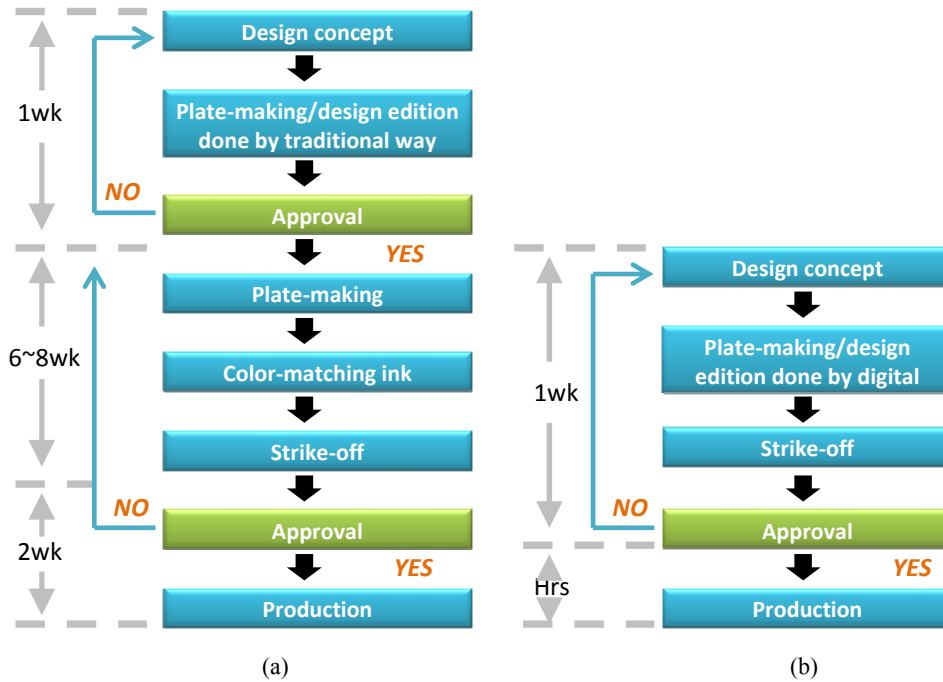 Design concept
1wk
Plate-making/design edition
done by traditional way
NO
Approval
YES
Plate-making
6~8wk
Color-matching ink
Strike-off
NO
Approval
2wk
YES
Production
(a)
Design concept
Plate-making/design
edition done by digital
1wk
Strike-off
NO
Approval
YES
Hrs
Production
(b)